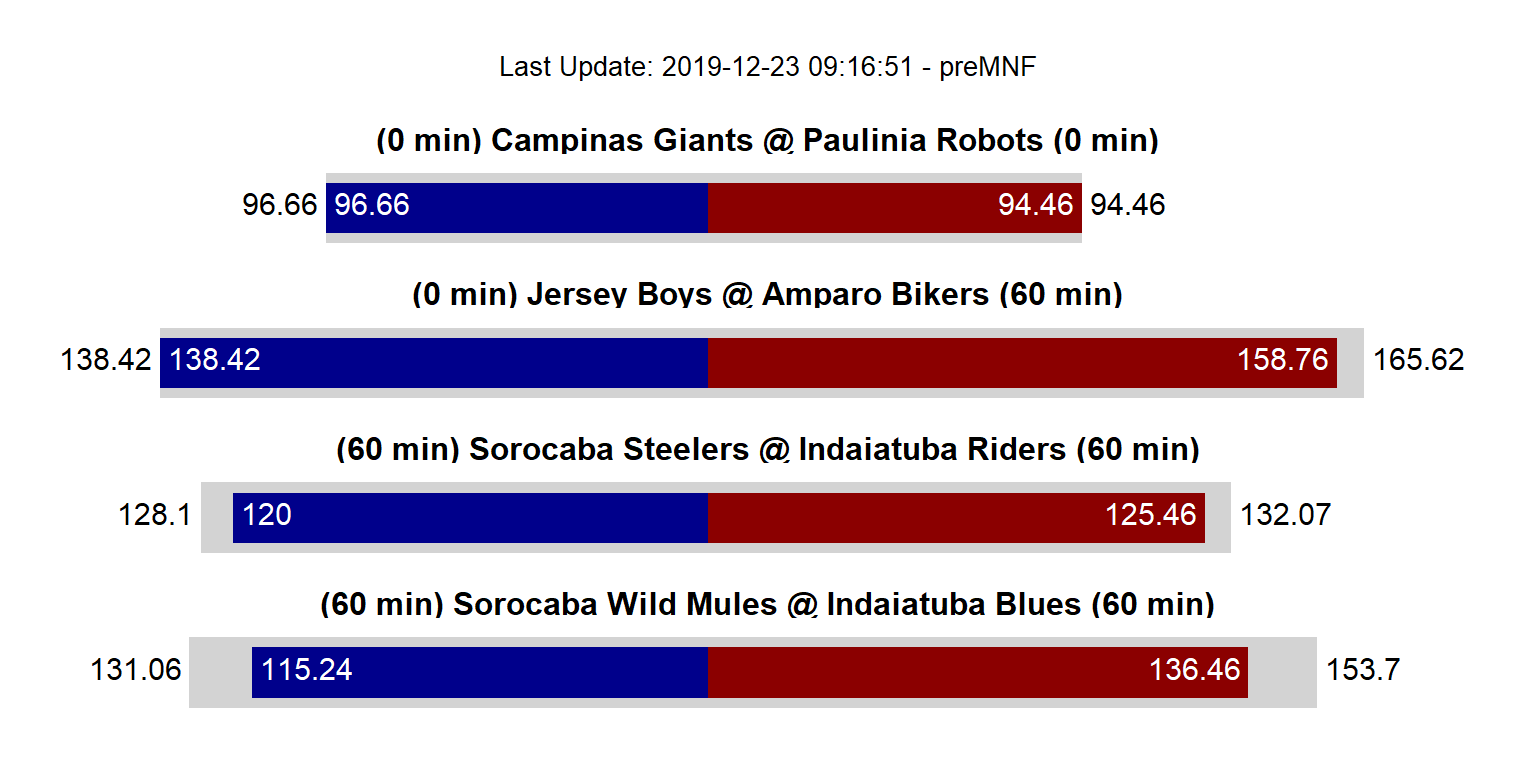 Last Update: 2019-12-23 09:16:51 - preMNF
(0 min) Campinas Giants @ Paulinia Robots (0 min)
96.66 96.66 94.46 94.46
(0 min) Jersey Boys @ Amparo Bikers (60 min)
138.42 138.42 158.76 165.62
(60 min) Sorocaba Steelers @ Indaiatuba Riders (60 min)
128.1 120 125.46 132.07
(60 min) Sorocaba Wild Mules @ Indaiatuba Blues (60 min)
131.06 115.24 136.46 153.7